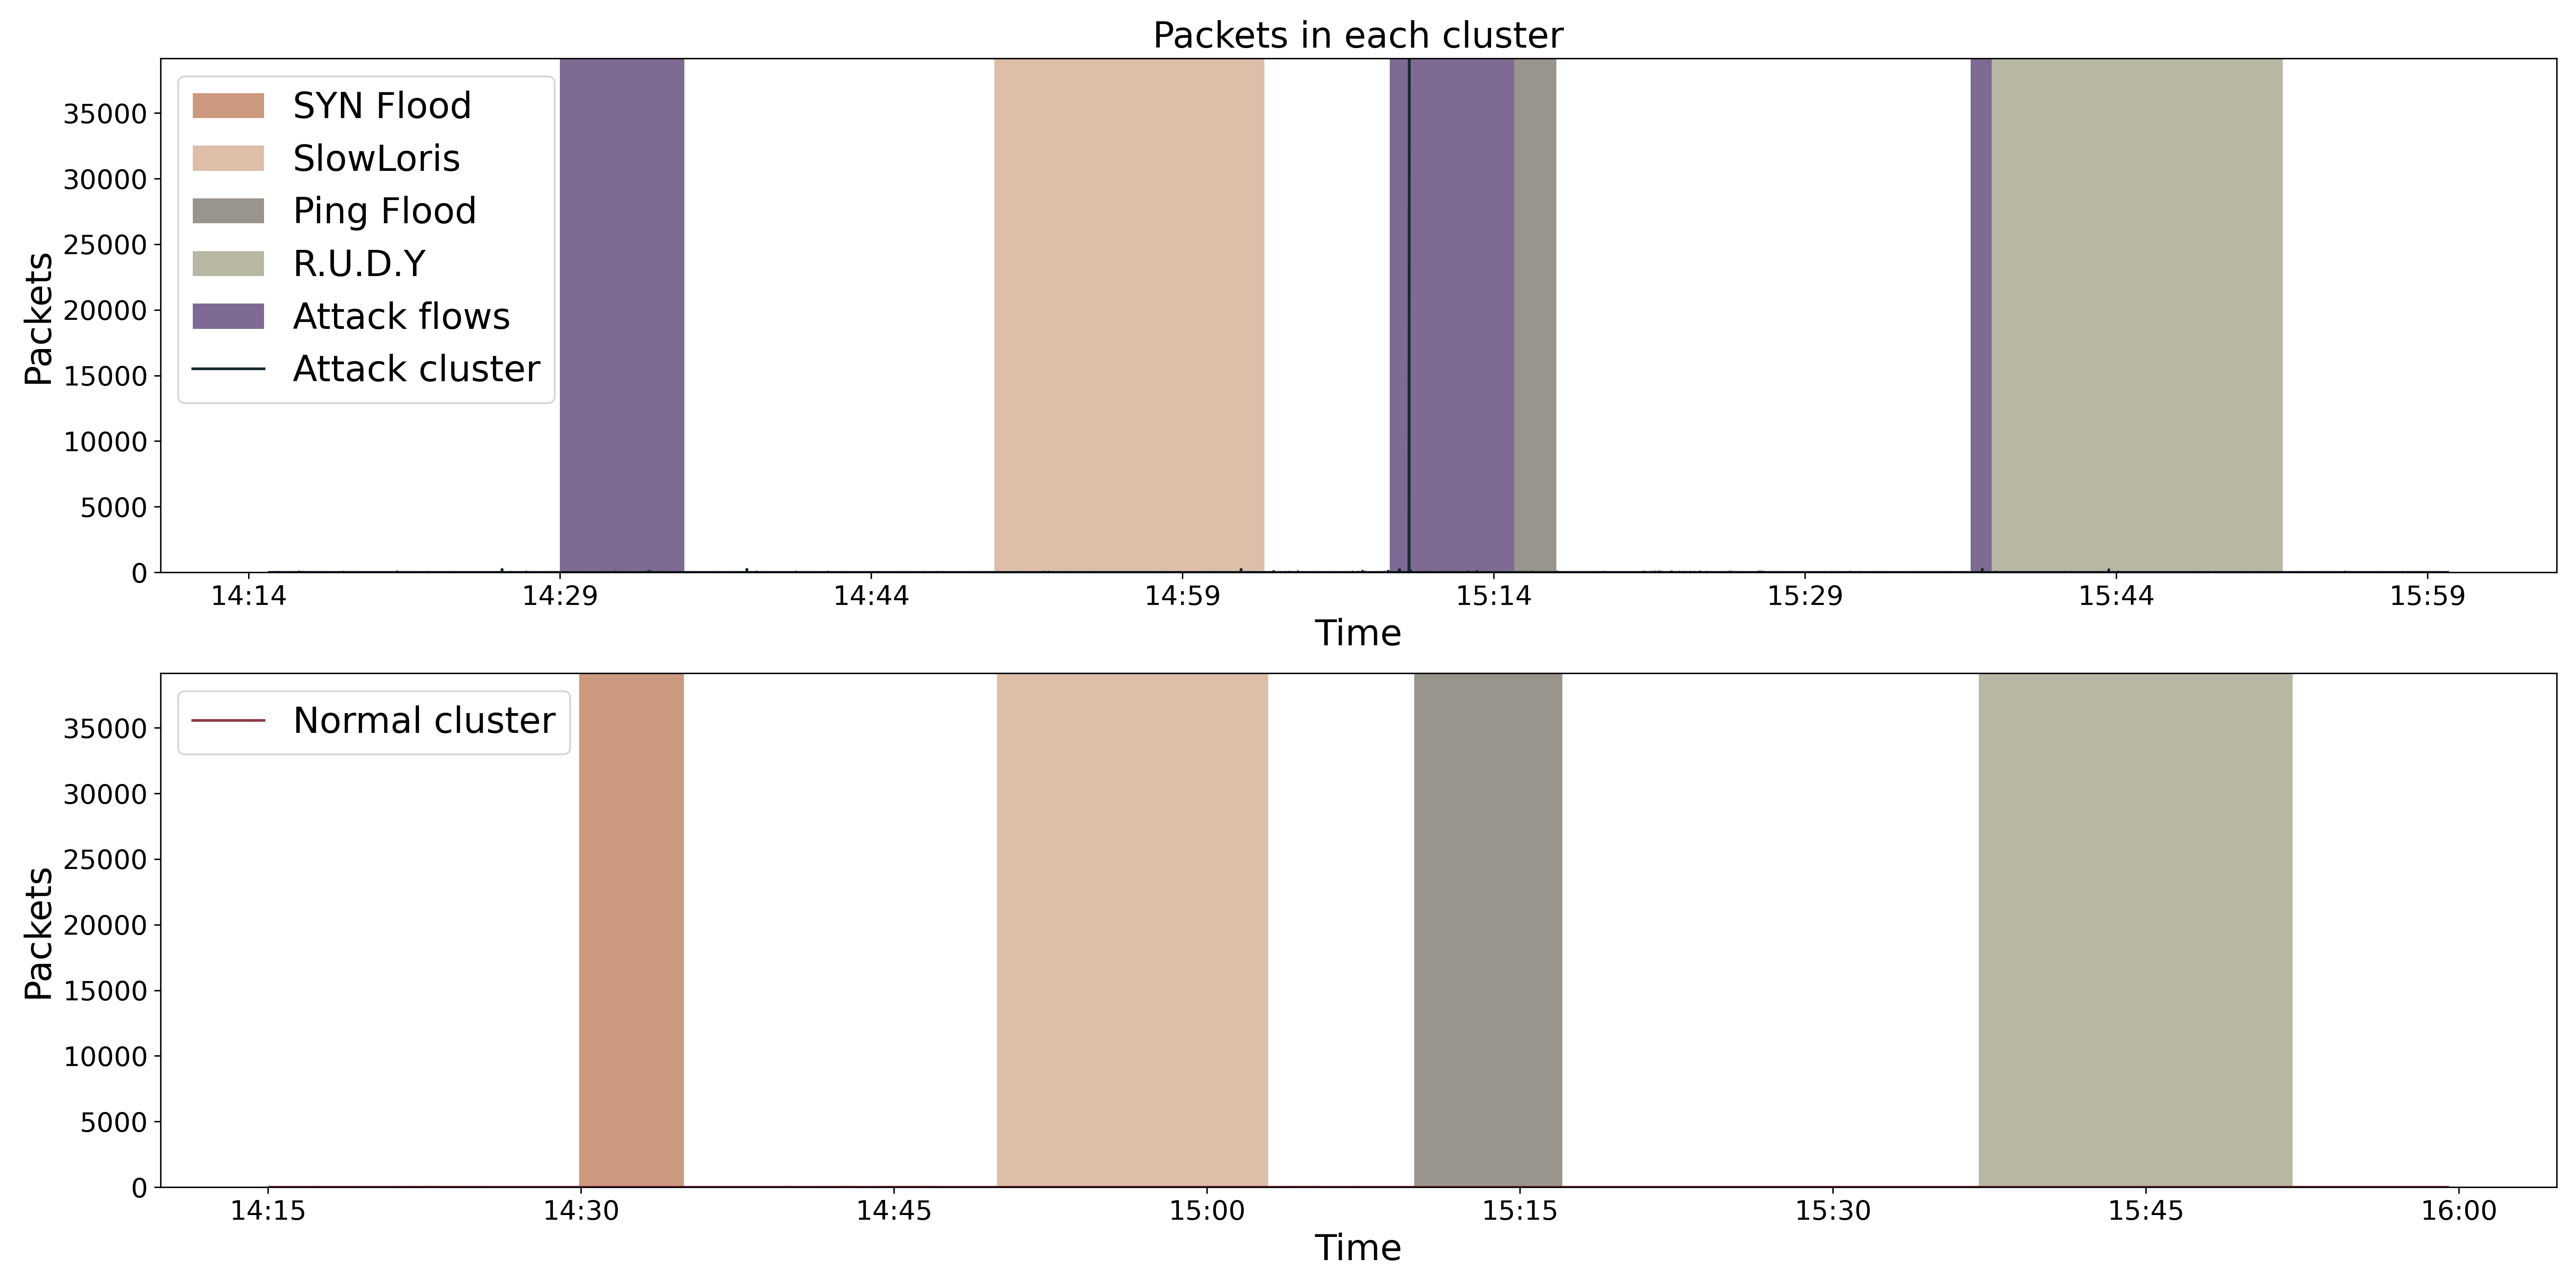 Packets in each cluster
SYN Flood
SlowLoris
Ping Flood
R.U.D.Y
Attack flows
Attack cluster
Packets
35000
30000
25000
20000
15000
10000
5000
0
14:14 14:29 14:44 14:59 15:14 15:29 15:44 15:59
Time
Normal cluster
Packets
35000
30000
25000
20000
15000
10000
5000
0
14:15 14:30 14:45 15:00 15:15 15:30 15:45 16:00
Time